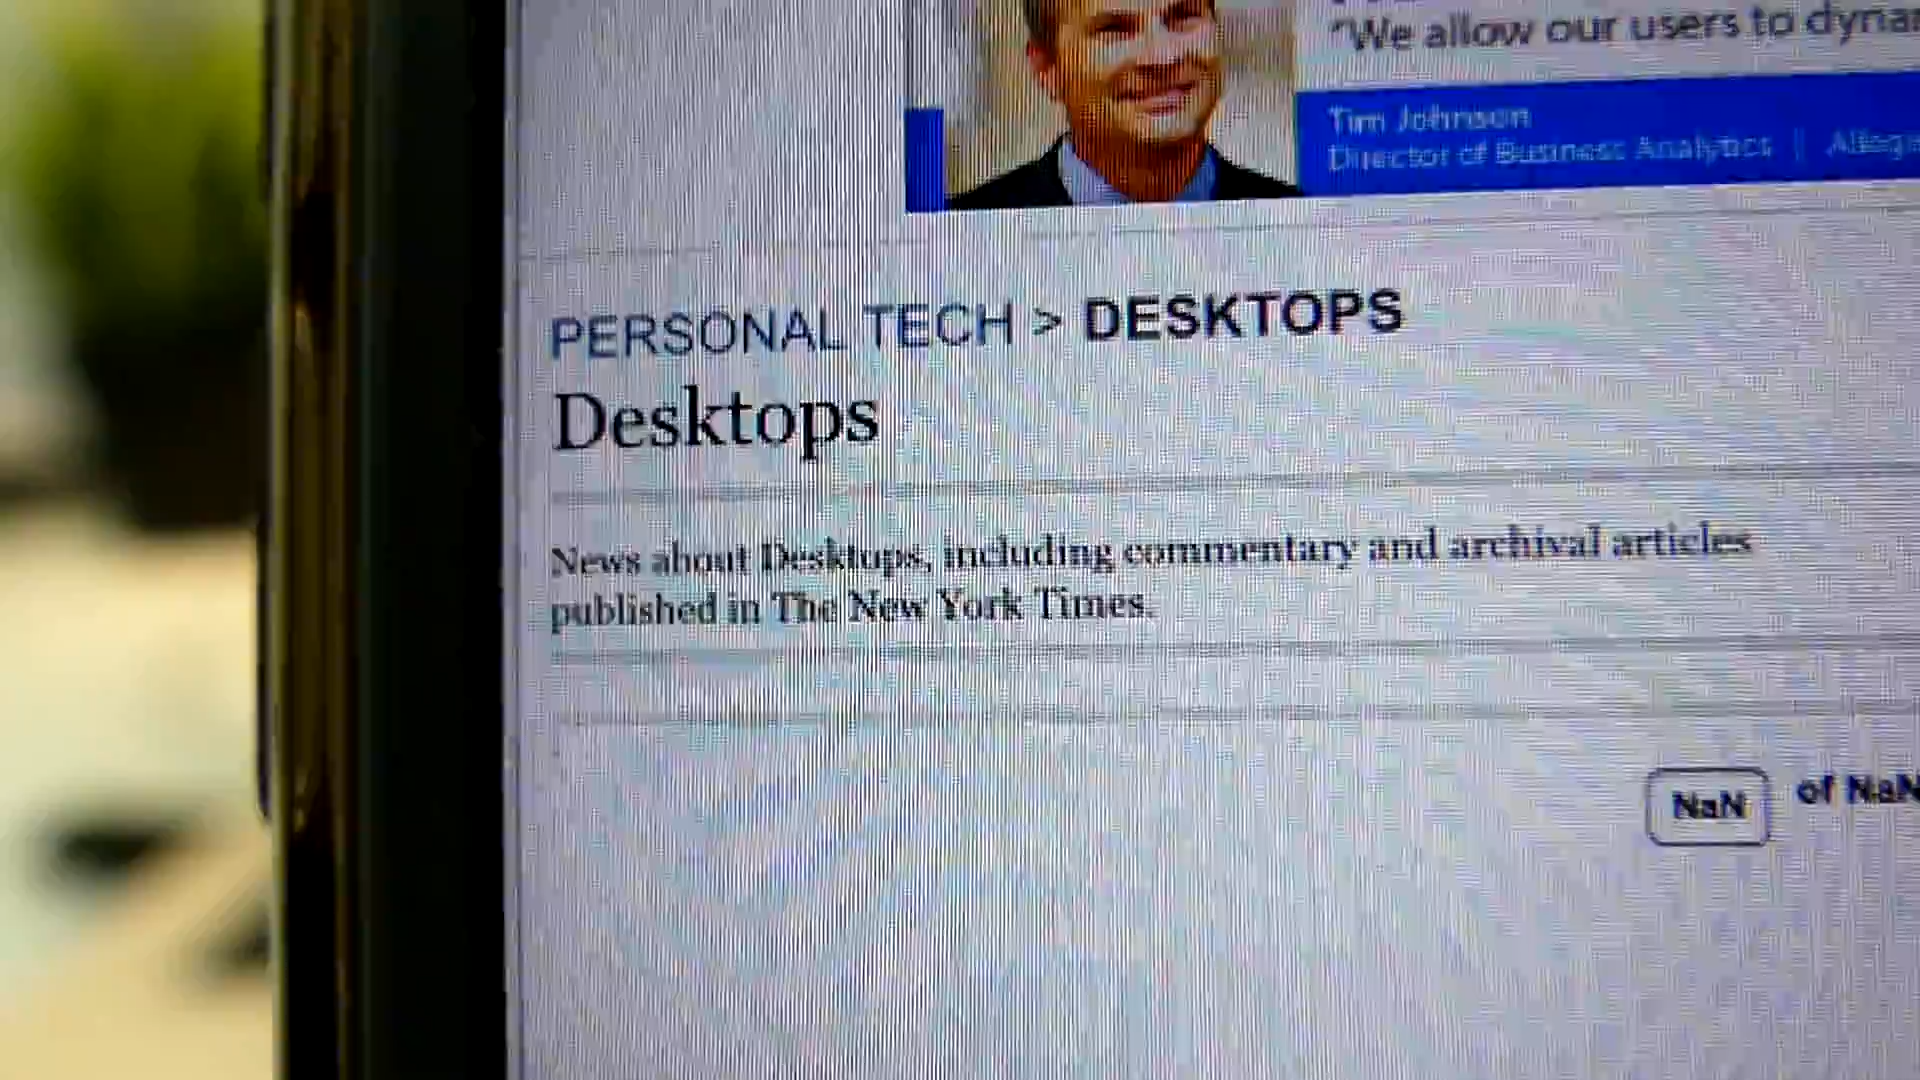 "We allow our users to
Tim Johnson
Director of Business Analytics |
PERSONAL TECH > DESKTOPS
Desktops
News about Desktops, including commentary and archival articles
published in The New York Times.
NaN of NaN